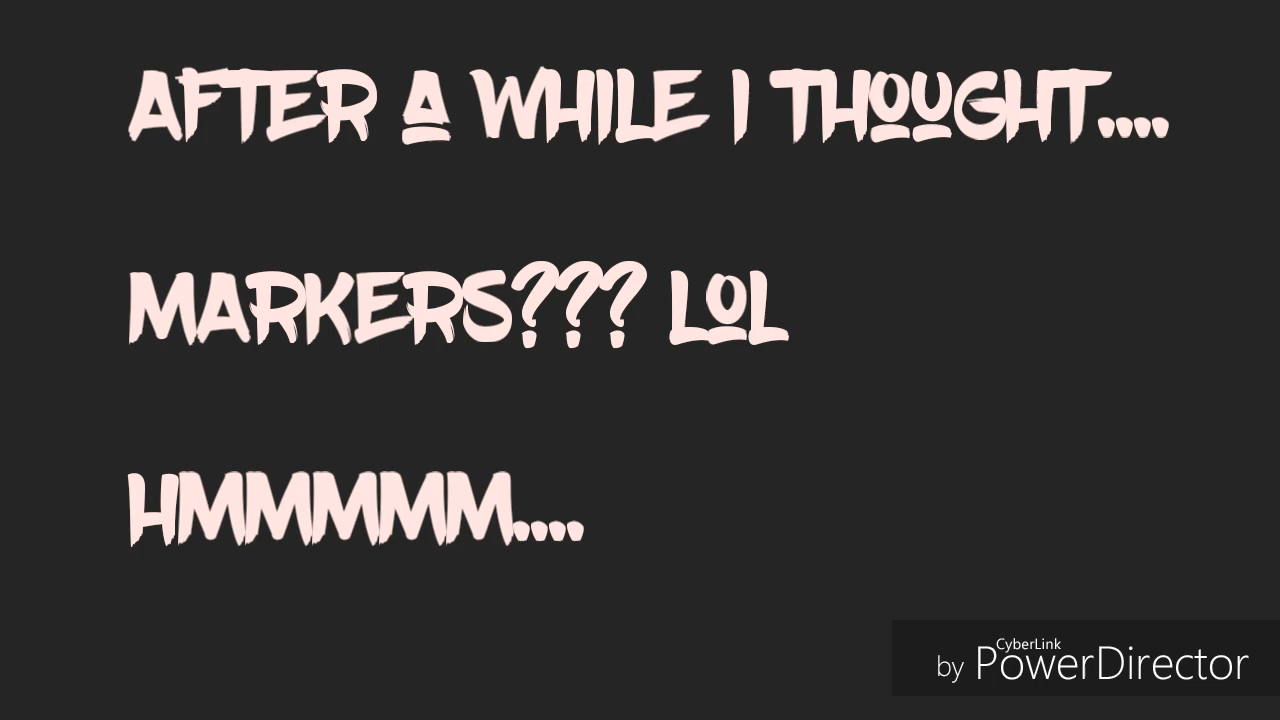 AFTER A WHILE I THOUGHT....
MARKERS??? LOL
HMMMMM....
CyberLink
by PowerDirector